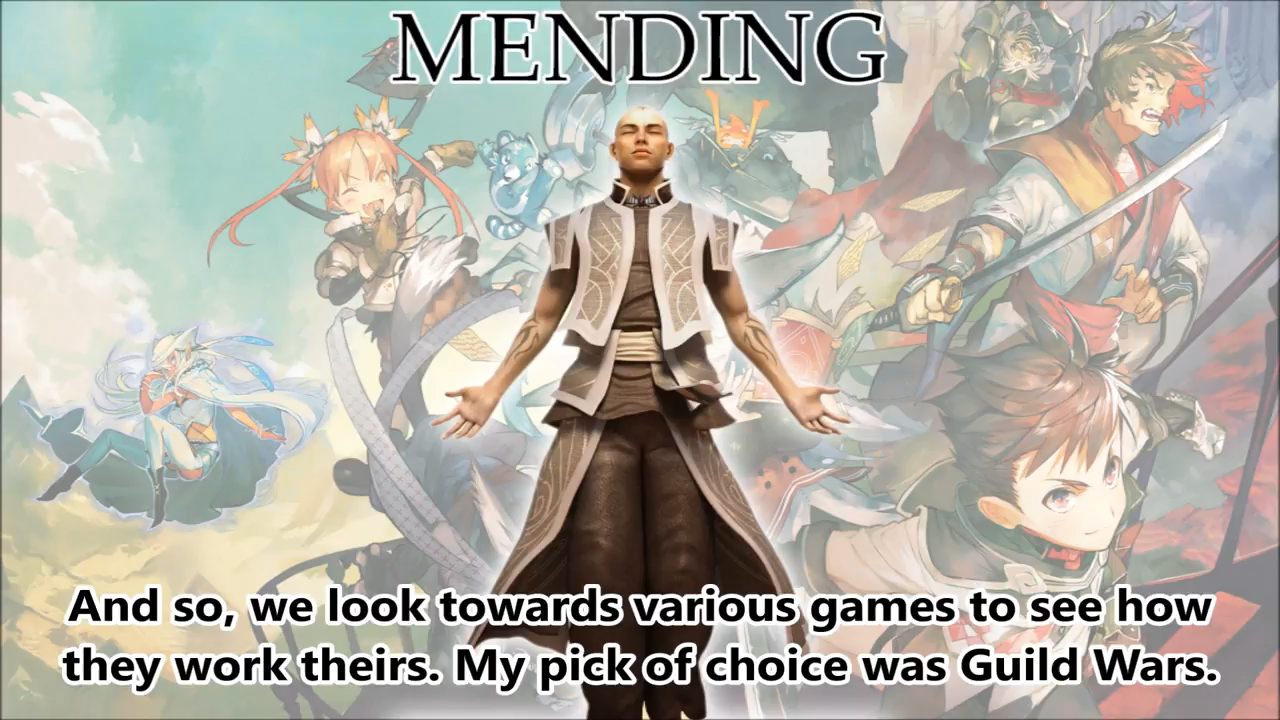 MENDING
And so, we look towards various games to see how
they work theirs. My pick of choice was Guild Wars.